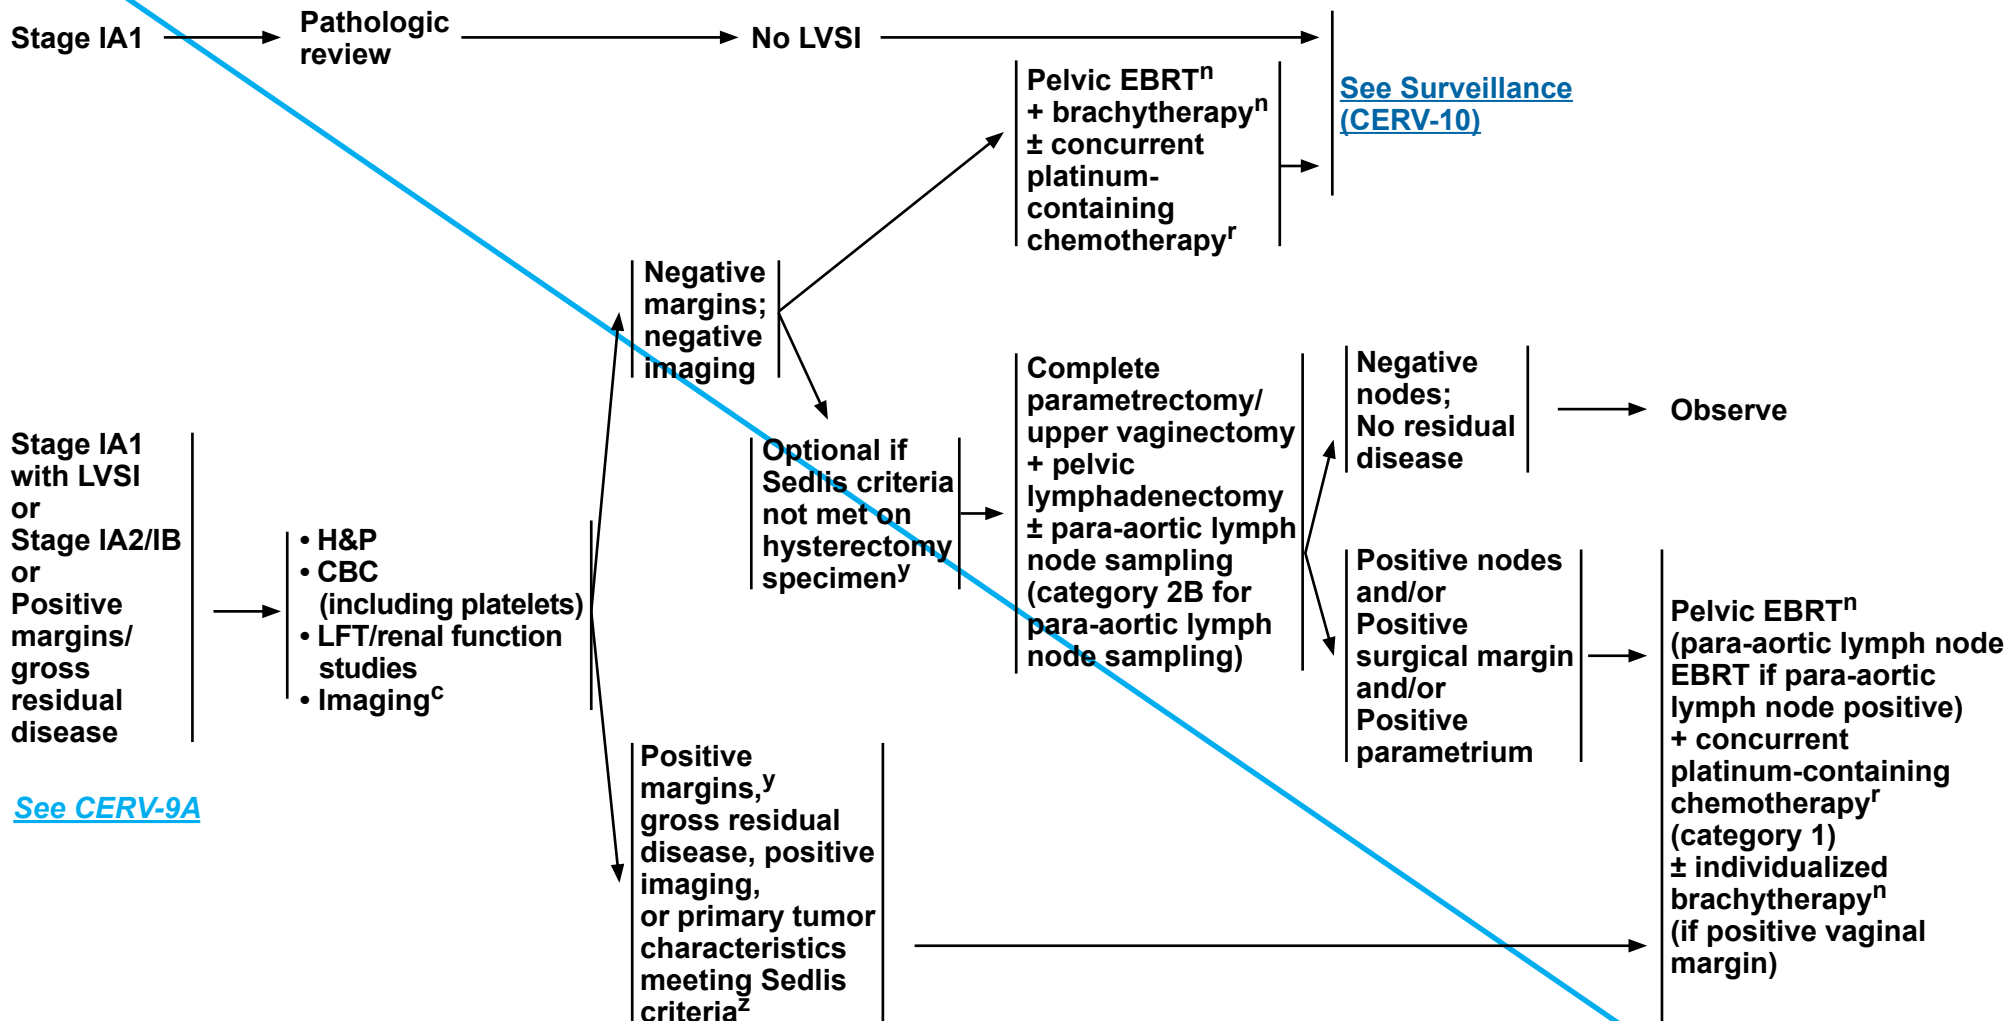 Stage IA1
Pathologic
review
No LVSI
Pelvic EBRTn
+ brachytherapyn
± concurrent
platinum-
containing
chemotherapyr
See Surveillance
(CERV-10)
Stage IA1
with LVSI
or
Stage IA2/IB
or
Positive
margins/
gross
residual
disease
See CERV-9A
• H&P
• CBC
(including platelets)
• LFT/renal function
studies
• Imagingc
Negative
margins;
negative
imaging
Optional if
Sedlis criteria
not met on
hysterectomy
specimeny
Complete
parametrectomy/
upper vaginectomy
+ pelvic
lymphadenectomy
± para-aortic lymph
node sampling
(category 2B for
para-aortic lymph
node sampling)
Negative
nodes;
No residual
disease
Observe
Positive nodes
and/or
Positive
surgical margin
and/or
Positive
parametrium
Positive
margins,y
gross residual
disease, positive
imaging,
or primary tumor
characteristics
meeting Sedlis
criteriaz
Pelvic EBRTn
(para-aortic lymph node
EBRT if para-aortic
lymph node positive)
+ concurrent
platinum-containing
chemotherapyr
(category 1)
± individualized
brachytherapyn
(if positive vaginal
margin)